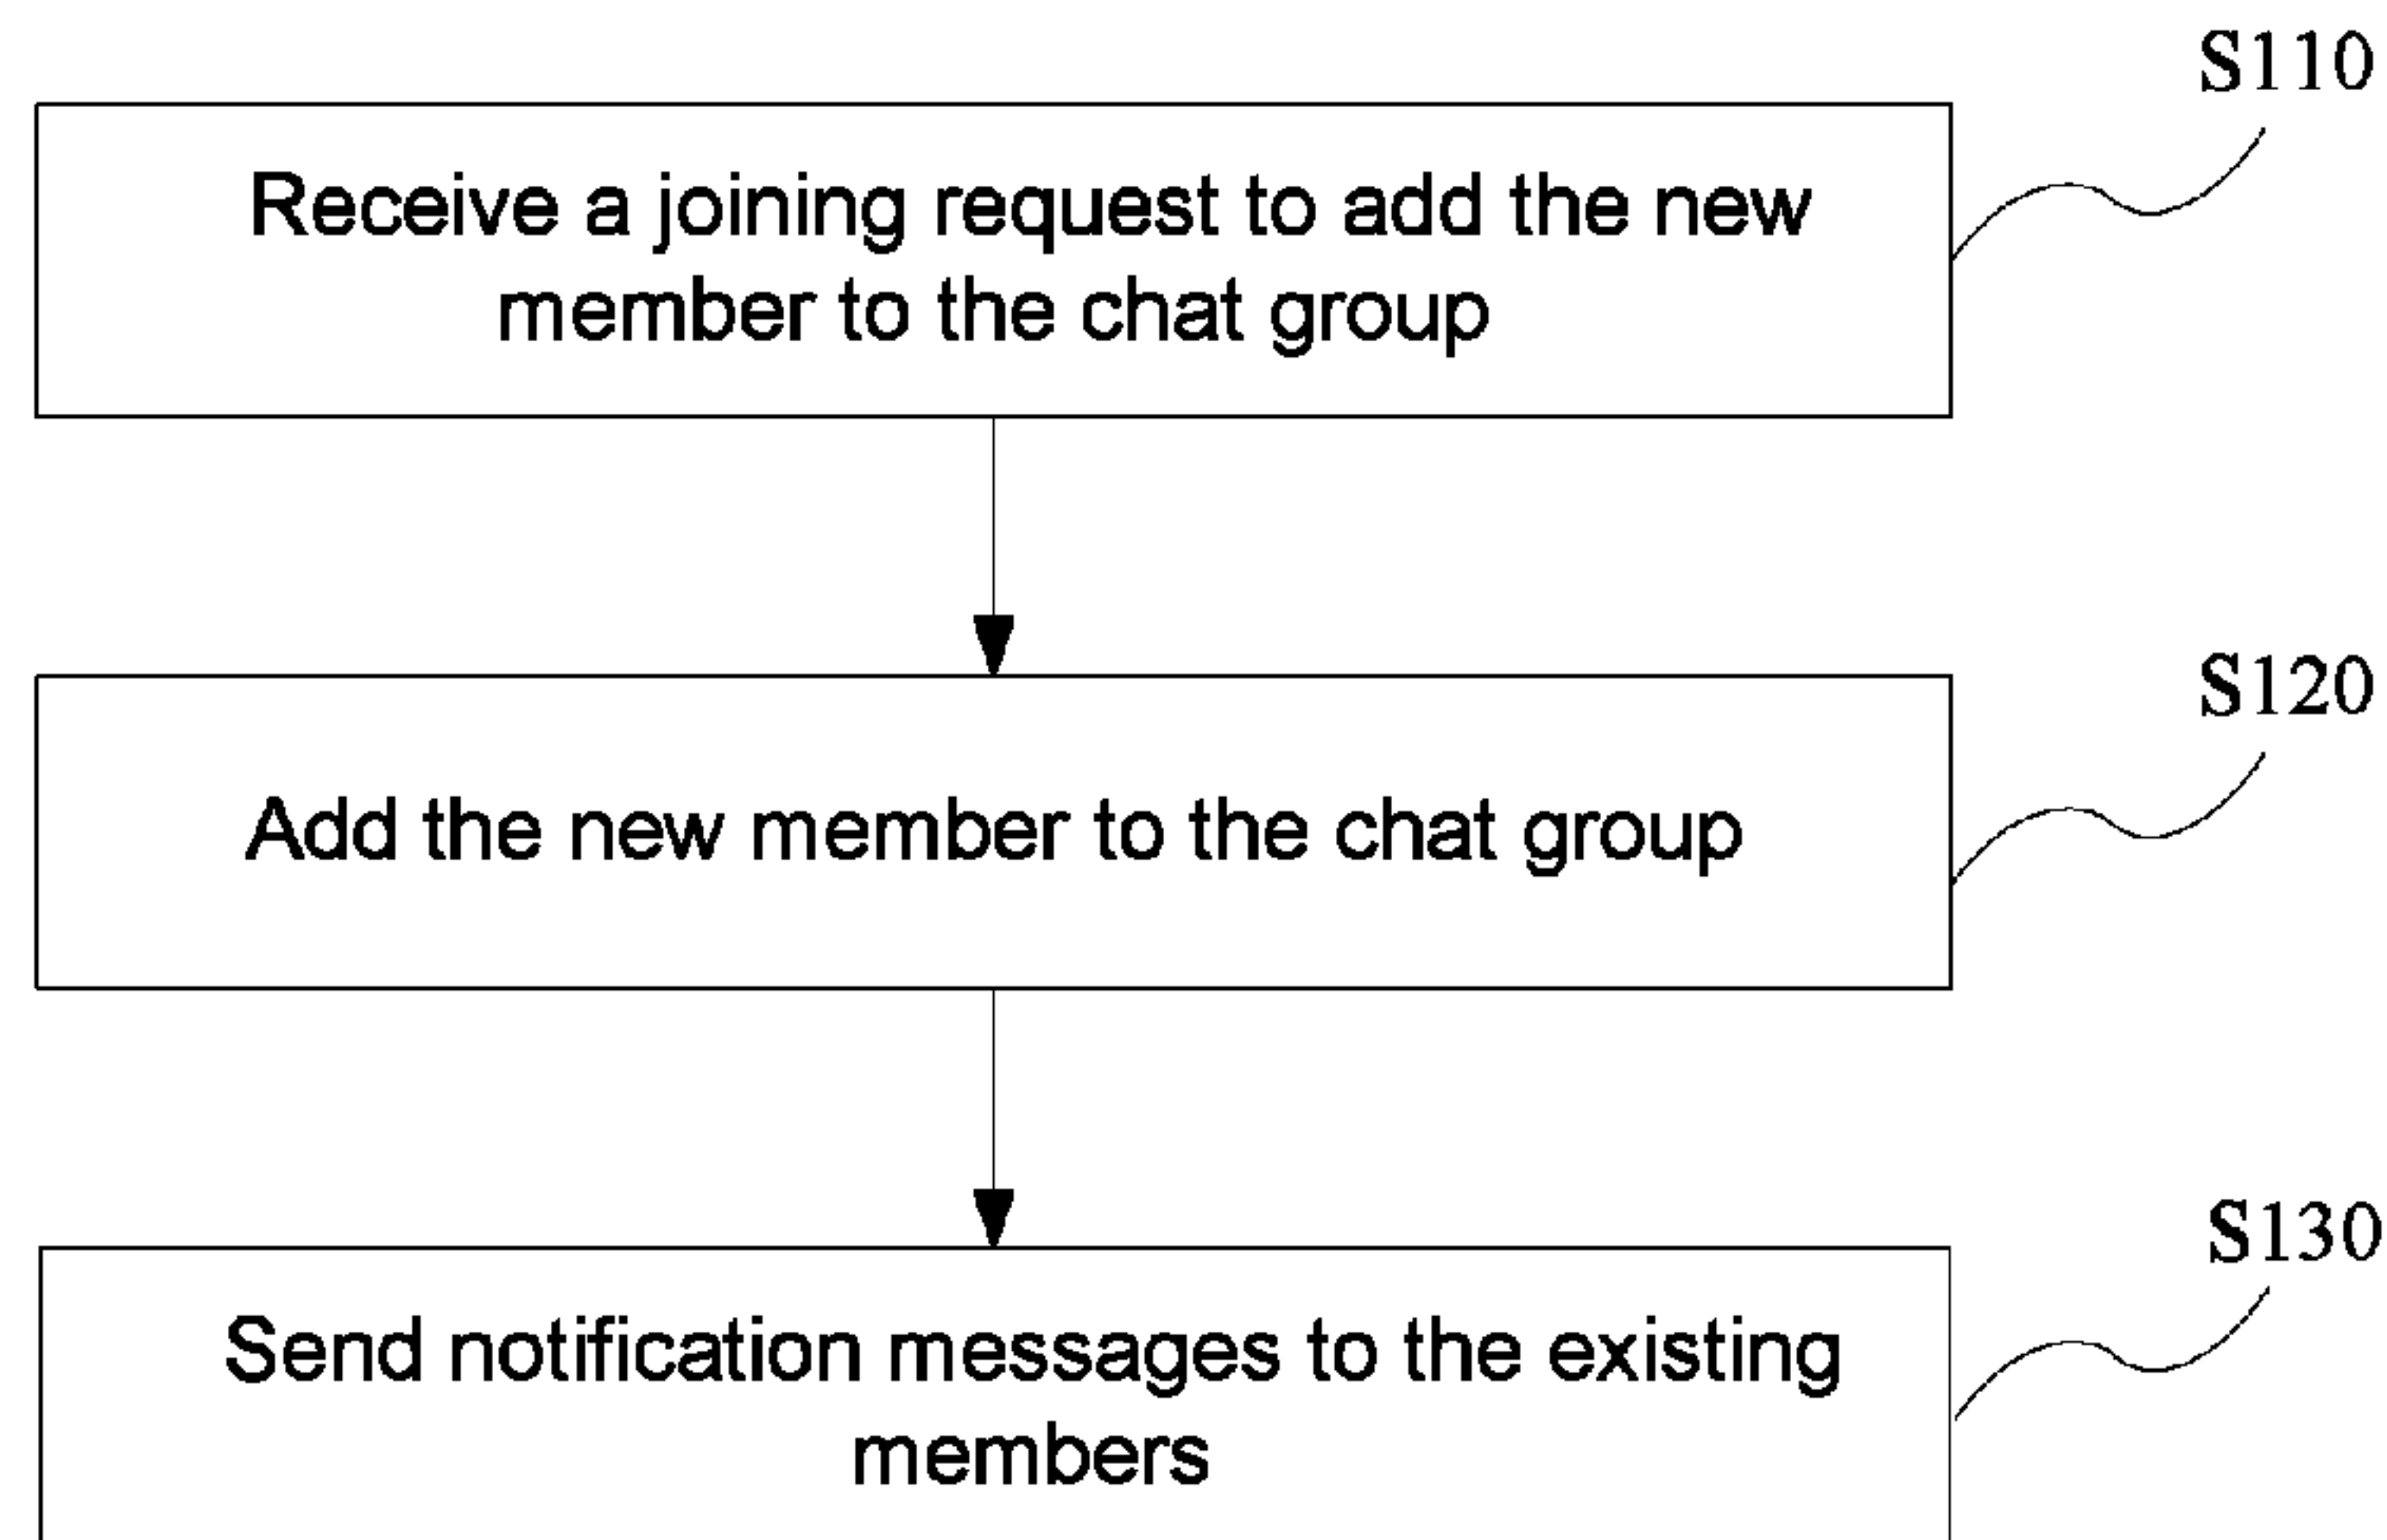 S110
Receive a joining request to add the new
member to the chat group
S120
Add the new member to the chat group
S130
Send notification messages to the existing
members